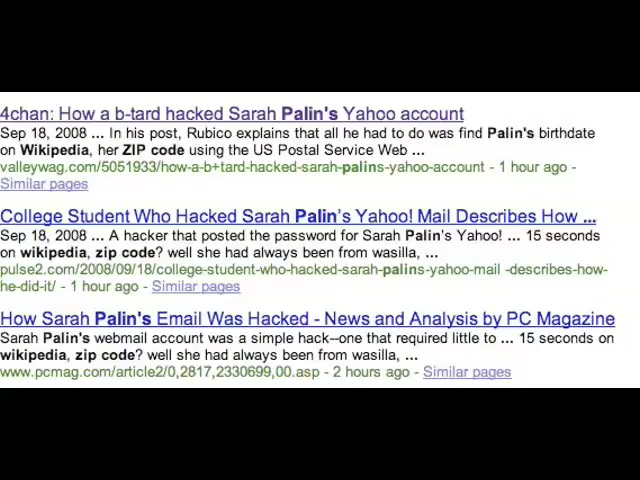 4chan: How a b-tard hacked Sarah Palin's Yahoo account
Sep 18, 2008 ... In his post, Rubico explains that all he had to do was find Palin's birthdate
on Wikipedia, her ZIP code using the US Postal Service Web ...
valleywag.com/5051933/how-a-b+tard-hacked-sarah-palins-yahoo-account - 1 hour ago -
Similar pages
College Student Who Hacked Sarah Palin's Yahoo! Mail Describes How ...
Sep 18, 2008 ... A hacker that posted the password for Sarah Palin's Yahoo! ... 15 seconds
on wikipedia, zip code? well she had always been from wasilla, ...
pulse2.com/2008/09/18/college-student-who-hacked-sarah-palins-yahoo-mail -describes-how-
he-did-it/ - 1 hour ago - Similar pages
How Sarah Palin's Email Was Hacked - News and Analysis by PC Magazine
Sarah Palin's webmail account was a simple hack--one that required little to ... 15 seconds on
wikipedia, zip code? well she had always been from wasilla, ...
www.pcmag.com/article2/0,2817,2330699,00.asp - 2 hours ago - Similar pages